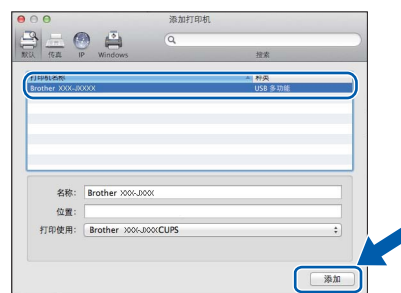 添加打印机
默认 传真 IP Windows 搜索
打印机名称 种类
Brother XXX-JXXXX USB 多功能
名称: Brother XXX-JXXX
位置:
打印使用: Brother XXX-JXXXCUPS
添加